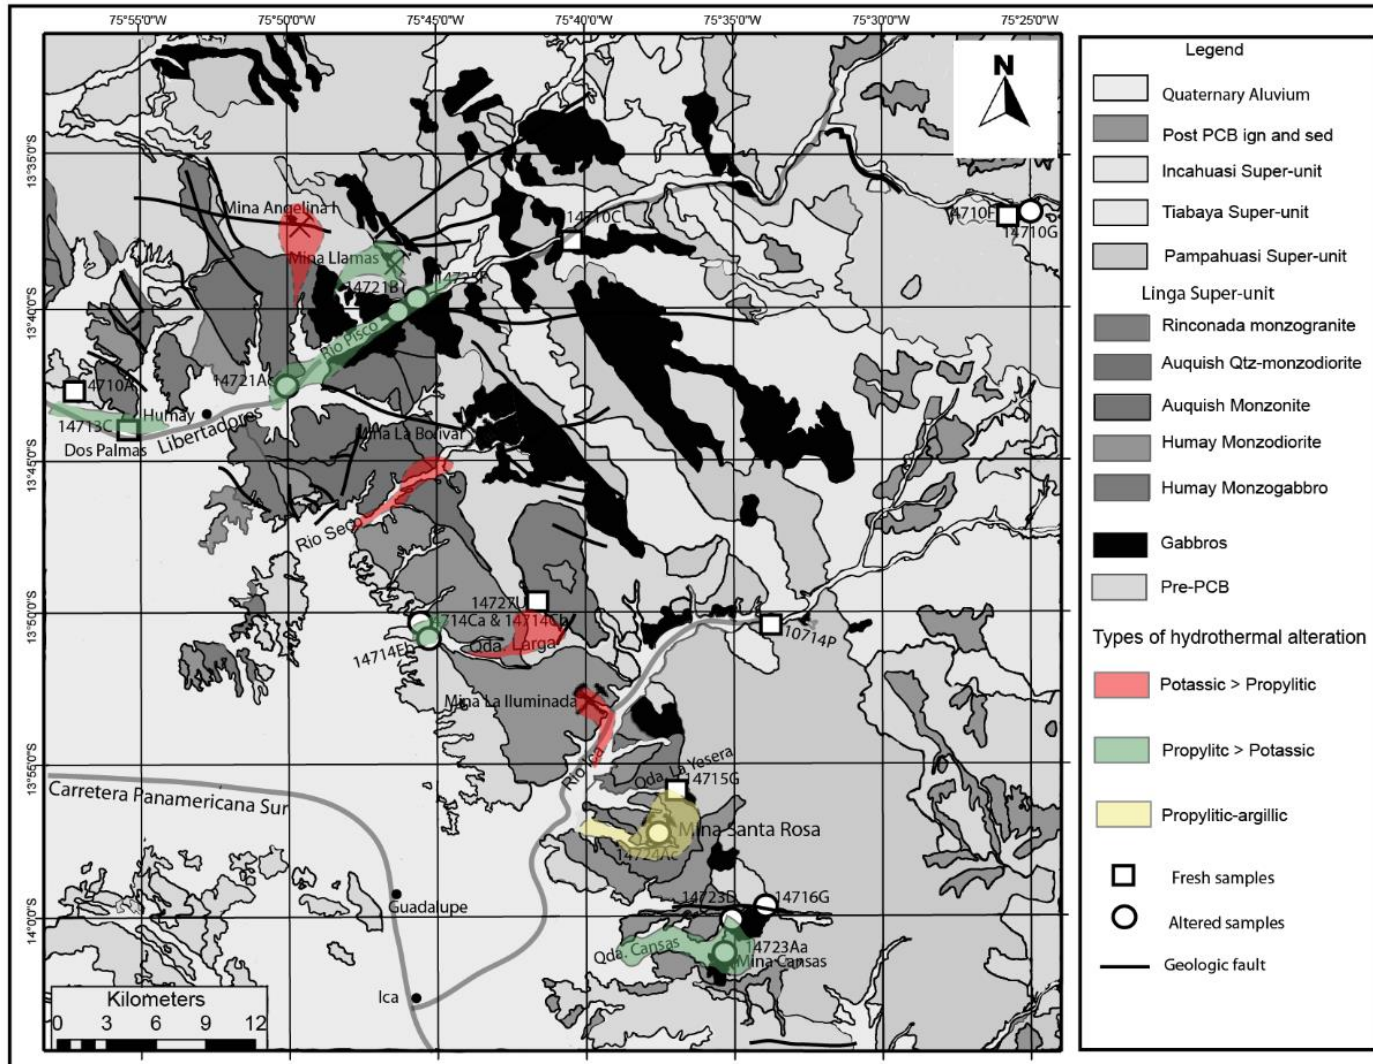 75°55'0"W 75°50'0"W 75°45'0"W 75°40'0"W 75°35'0"W 75°30'0"W 75°25'0"W
N
13°35'0"S
13°40'0"S
13°45'0"S
13°50'0"S
13°55'0"S
14°00'0"S
Mina Angelina I
14710C
14710F
14710G
Mina Llamas
14725F
14721B
Rio Pisco
14710A
14721Ac
Humay
14713C
Libertadores
Dos Palmas
Mina La Bolivar
Rio Seco
14727L
14714Ca & 14714Cb
14714E
Qda. Larga
10714P
Mina La Iluminada
Rio Ica
Qda. La Yesera
14715G
Carretera Panamericana Sur
Mina Santa Rosa
14724Ac
14723D
14716G
Guadalupe
Qda. Cansas
14723Aa
Mina Cansas
Ica
Kilometers
0 3 6 9 12
Legend
Quaternary Aluvium
Post PCB ign and sed
Incahuasi Super-unit
Tiabaya Super-unit
Pampahuasi Super-unit
Linga Super-unit
Rinconada monzogranite
Auquish Qtz-monzodiorite
Auquish Monzonite
Humay Monzodiorite
Humay Monzogabbro
Gabbros
Pre-PCB
Types of hydrothermal alteration
Potassic > Propylitic
Propylitc > Potassic
Propylitic-argillic
Fresh samples
Altered samples
Geologic fault